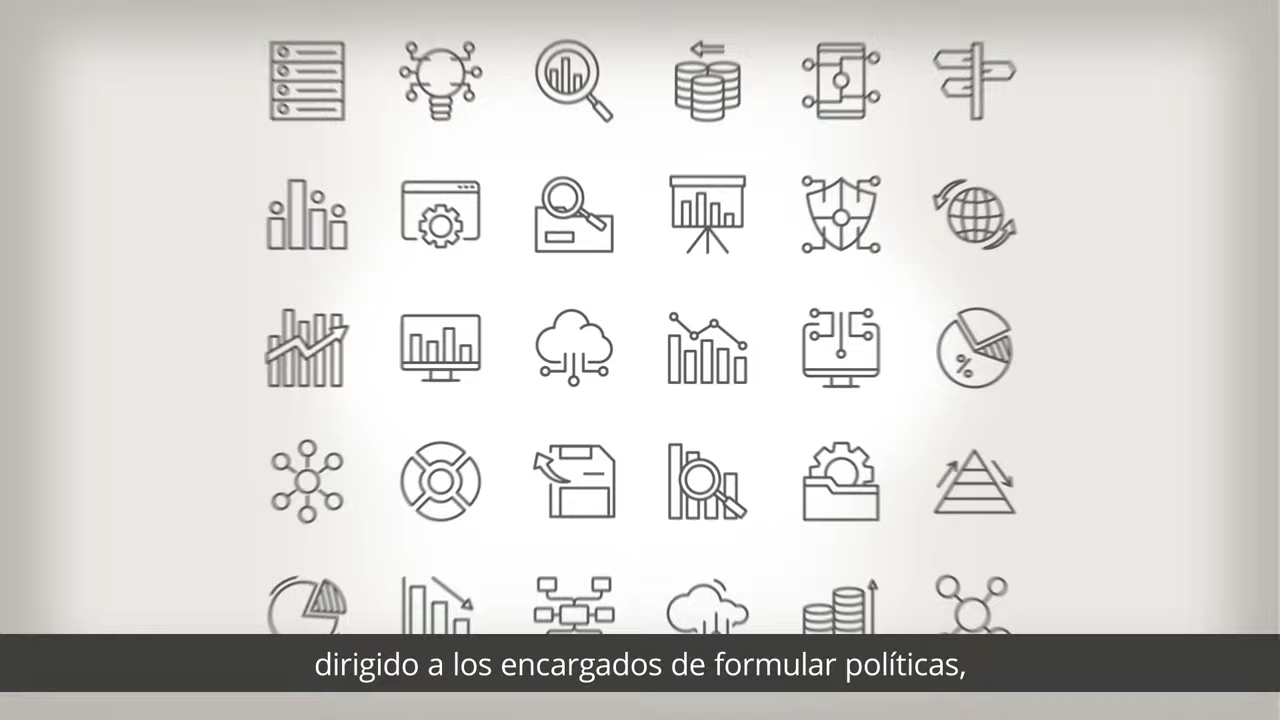 %
dirigido a los encargados de formular políticas,